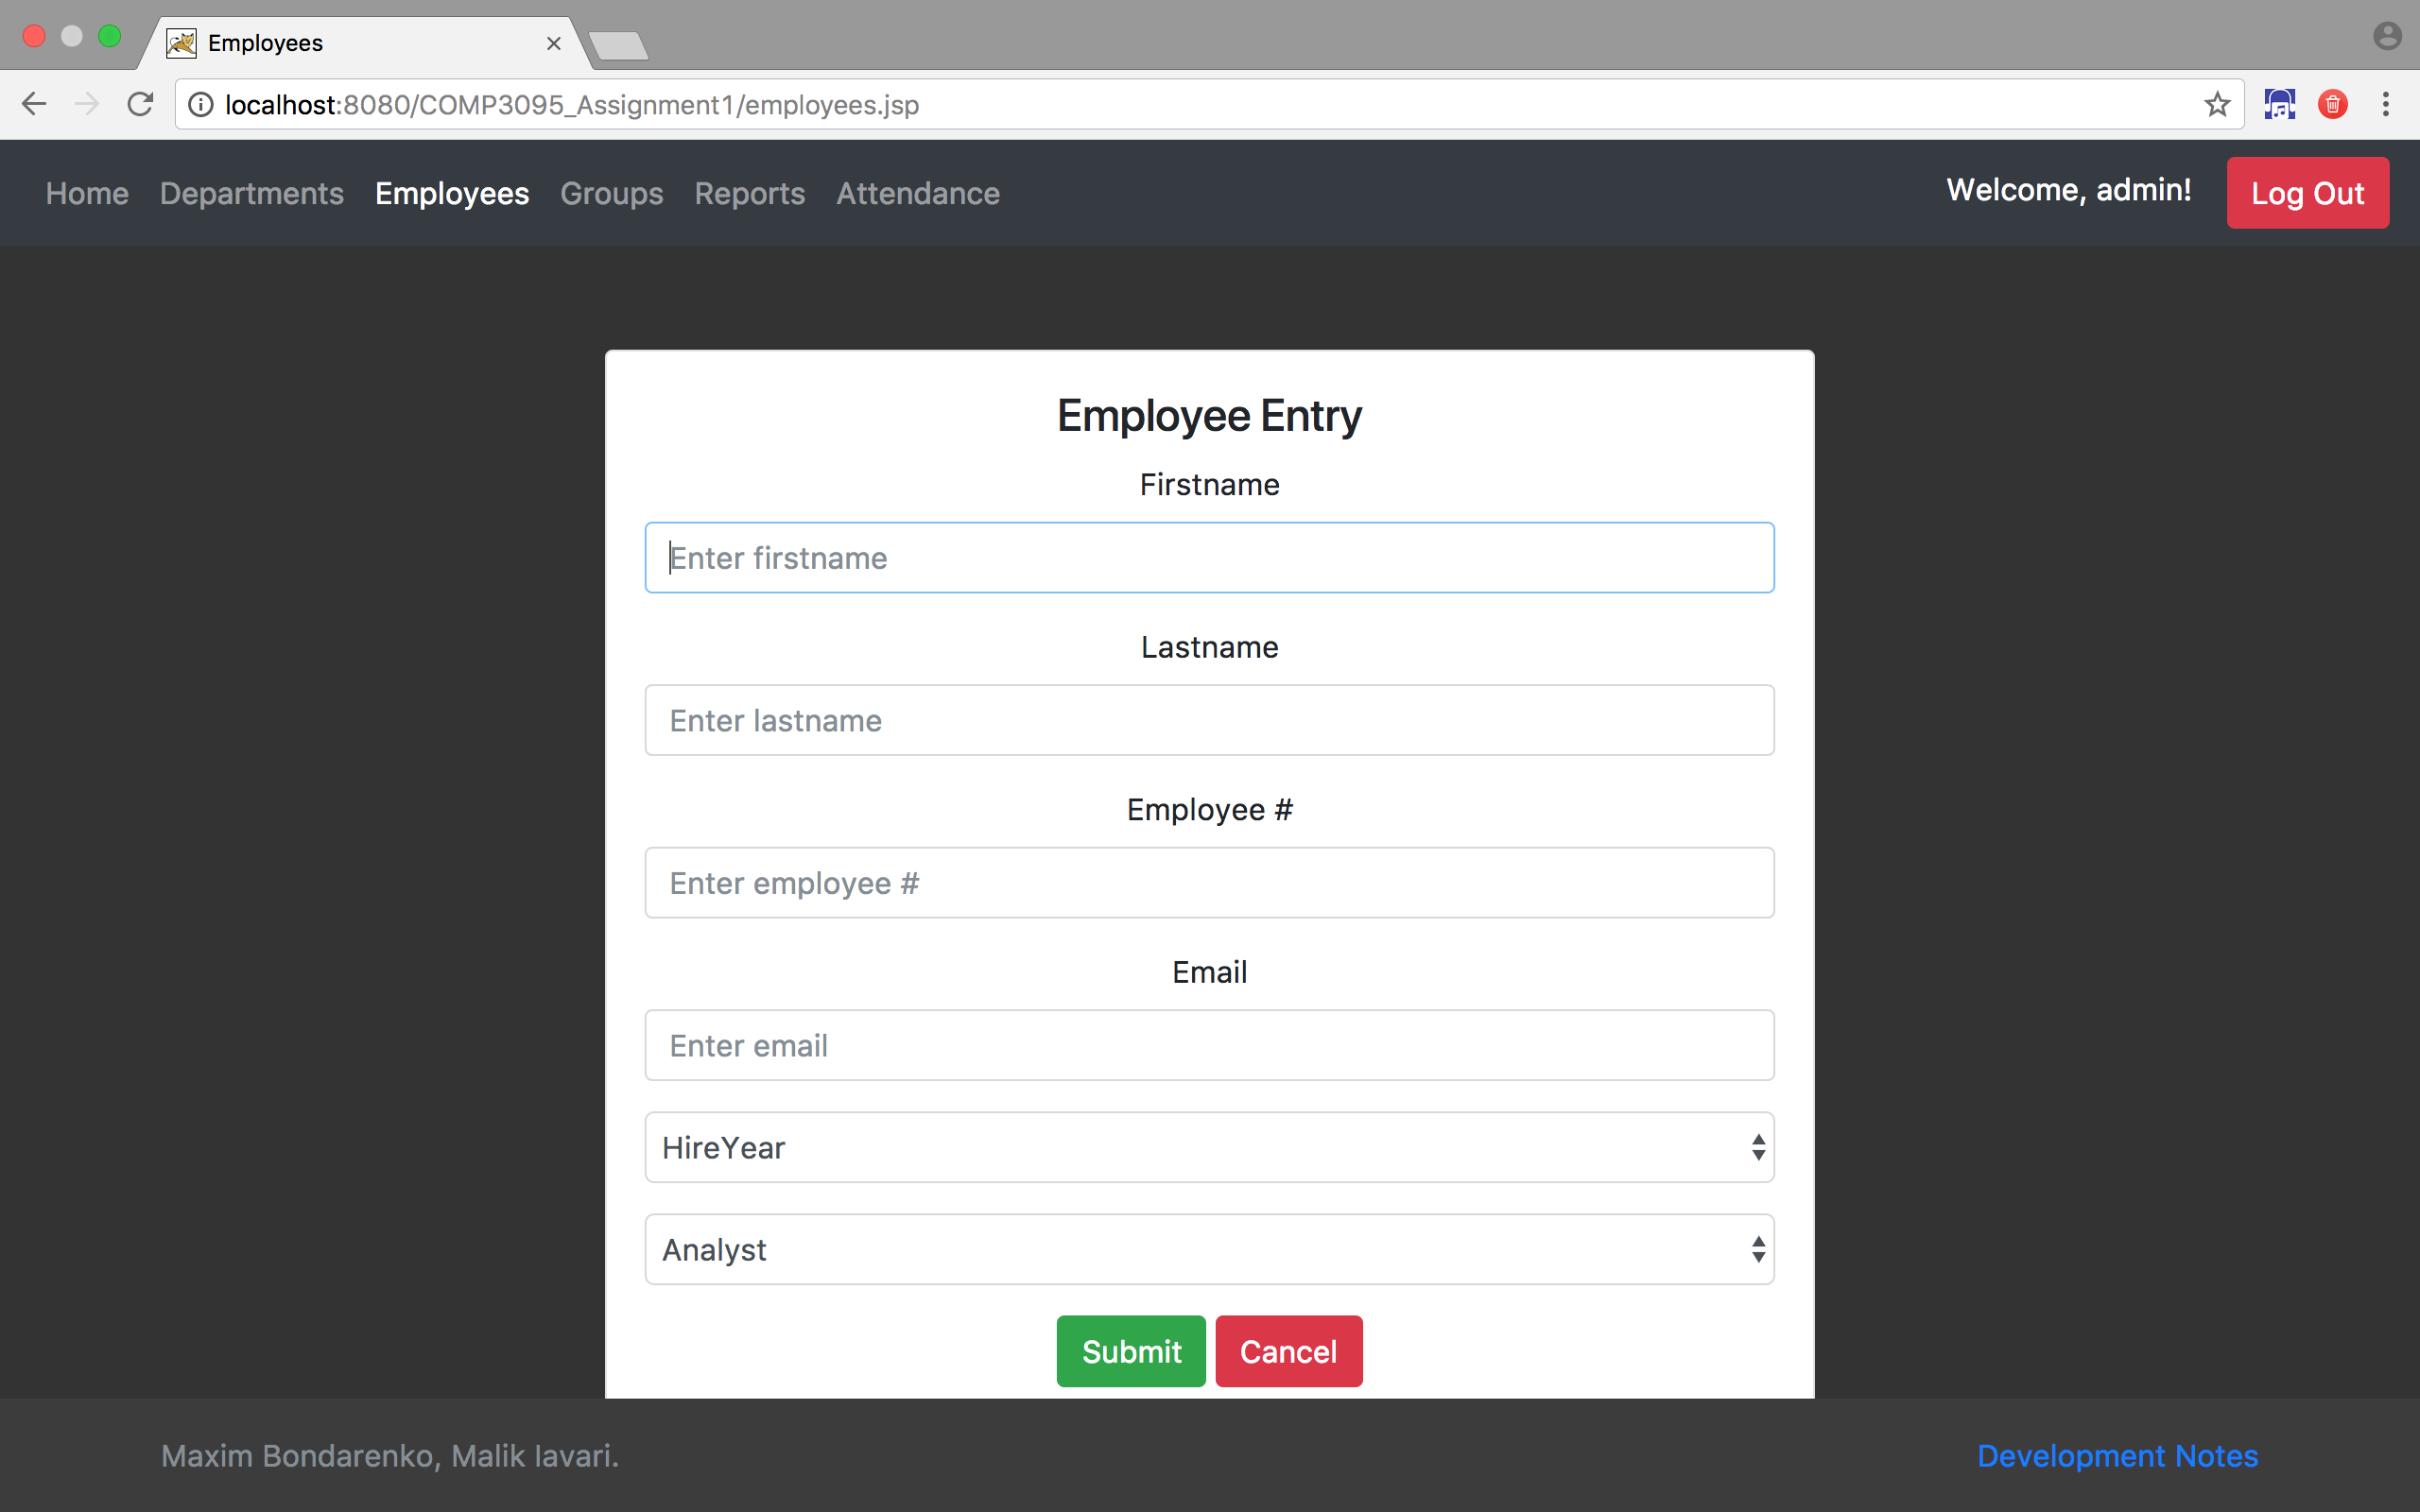 Employees
localhost:8080/COMP3095_Assignment1/employees.jsp
Home Departments Employees Groups Reports Attendance Welcome, admin! Log Out
Employee Entry
Firstname
Enter firstname
Lastname
Enter lastname
Employee #
Enter employee #
Email
Enter email
HireYear
Analyst
Submit Cancel
Maxim Bondarenko, Malik Iavari. Development Notes